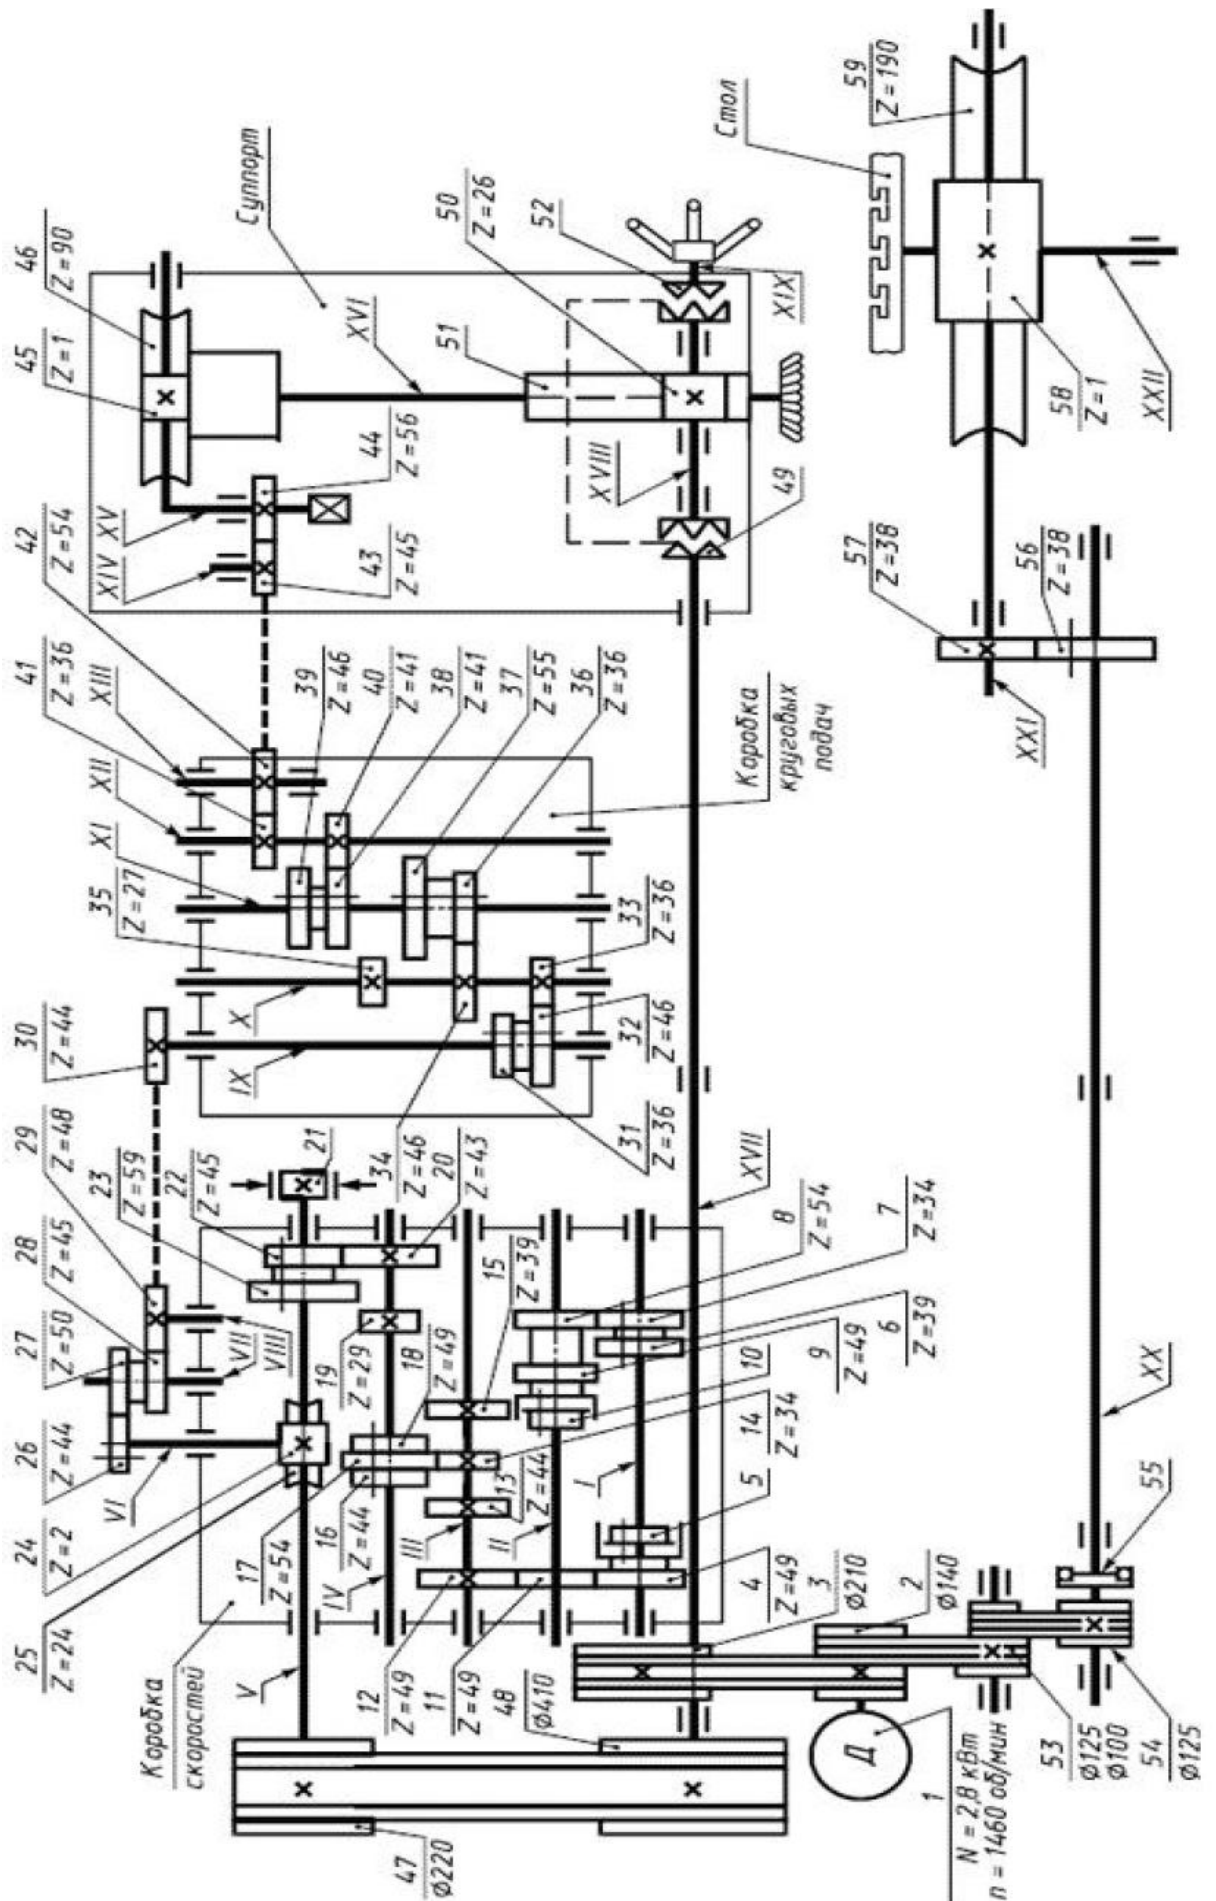 25
Z=24
24
Z=2
26
Z=44
27
Z=50
28
Z=45
29
Z=48
30
Z=44
41
Z=36
42
Z=54
45
Z=1
46
Z=90
VI
23
Z=59
22
Z=45
21
35
Z=27
XI
XII
XIII
XIV
XV
44
Z=56
43
Z=45
Суппорт
XVI
Коробка
скоростей
V
17
Z=54
16
Z=44
IV
19
Z=29
18
Z=49
20
Z=43
34
Z=46
IX
X
39
Z=46
40
Z=41
38
Z=41
37
Z=55
36
Z=36
VII
VIII
51
50
Z=26
52
XVIII
XIX
49
12
Z=49
11
Z=49
48
Ø410
III
II
13
Z=44
15
Z=39
31
Z=36
32
Z=46
33
Z=36
I
XVII
Коробка
круговых
подач
4
Z=49
3
Ø210
2
Ø140
5
14
Z=34
10
9
Z=49
6
Z=39
8
Z=54
7
Z=34
47
Ø220
Д
1
N = 2,8 кВт
n = 1460 об/мин
53
Ø125
Ø100
54
Ø125
55
XX
XXI
57
Z=38
56
Z=38
Стол
59
Z=190
58
Z=1
XXII